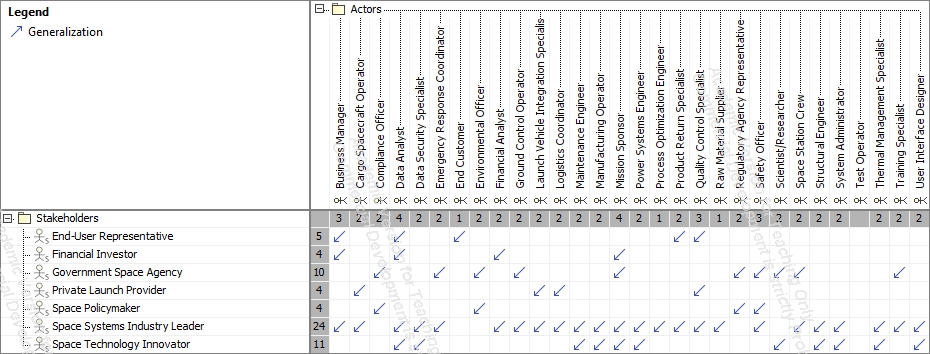 Legend
Generalization
Actors
Business Manager
Cargo Spacecraft Operator
Compliance Officer
Data Analyst
Data Security Specialist
Emergency Response Coordinator
End Customer
Environmental Officer
Financial Analyst
Ground Control Operator
Launch Vehicle Integration Specialis
Logistics Coordinator
Maintenance Engineer
Manufacturing Operator
Mission Sponsor
Power Systems Engineer
Process Optimization Engineer
Product Return Specialist
Quality Control Specialist
Raw Material Supplier
Regulatory Agency Representative
Safety Officer
Scientist/Researcher
Space Station Crew
Structural Engineer
System Administrator
Test Operator
Thermal Management Specialist
Training Specialist
User Interface Designer
Stakeholders 3 2 2 4 2 2 1 2 2 2 2 2 2 2 4 2 1 2 3 1 2 3 2 2 2 2 2 2 2
End-User Representative 5
Financial Investor 4
Government Space Agency 10
Private Launch Provider 4
Space Policymaker 4
Space Systems Industry Leader 24
Space Technology Innovator 11